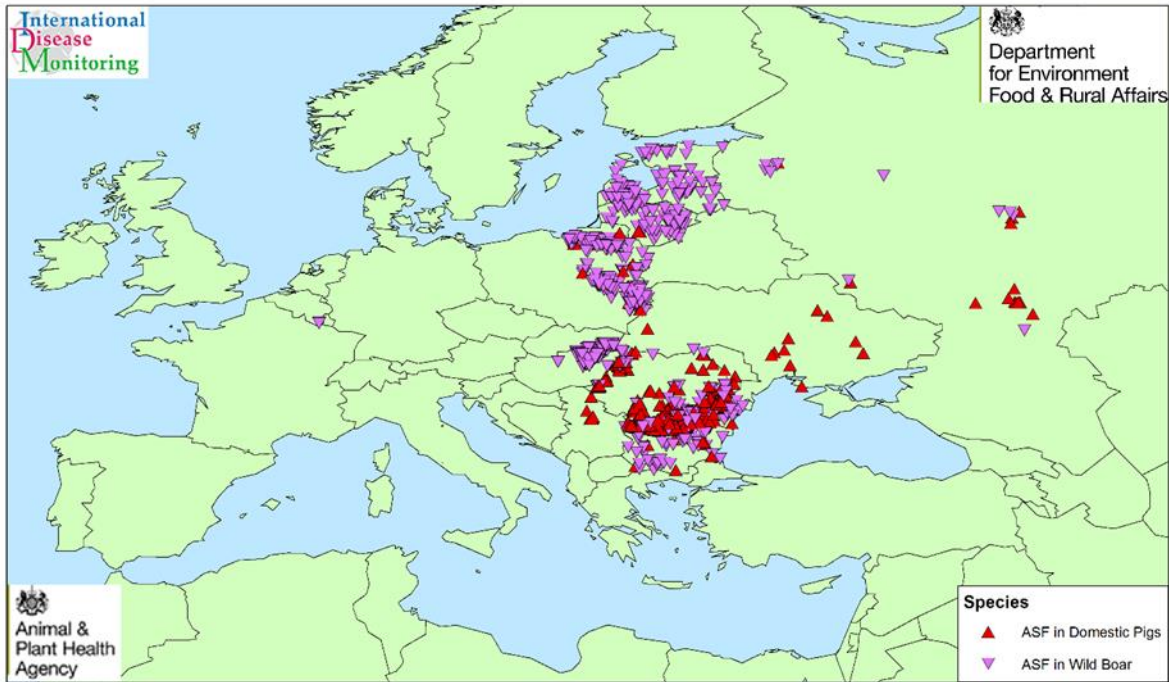 International
Disease
Monitoring
Department
for Environment
Food & Rural Affairs
Animal &
Plant Health
Agency
Species
ASF in Domestic Pigs
ASF in Wild Boar